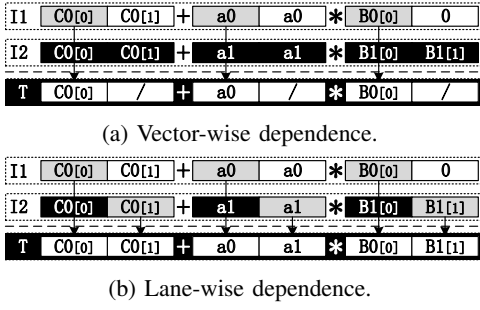 I1 C0[0] C0[1] + a0 a0 * B0[0] 0
I2 C0[0] C0[1] + a1 a1 * B1[0] B1[1]
T C0[0] / + a0 / * B0[0] /
(a) Vector-wise dependence.
I1 C0[0] C0[1] + a0 a0 * B0[0] 0
I2 C0[0] C0[1] + a1 a1 * B1[0] B1[1]
T C0[0] C0[1] + a0 a1 * B0[0] B1[1]
(b) Lane-wise dependence.